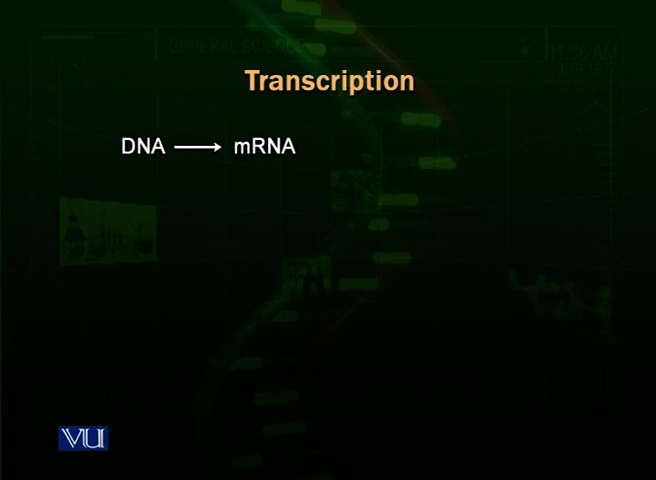 GENERAL SCIENCE
Transcription
DNA → mRNA
VU